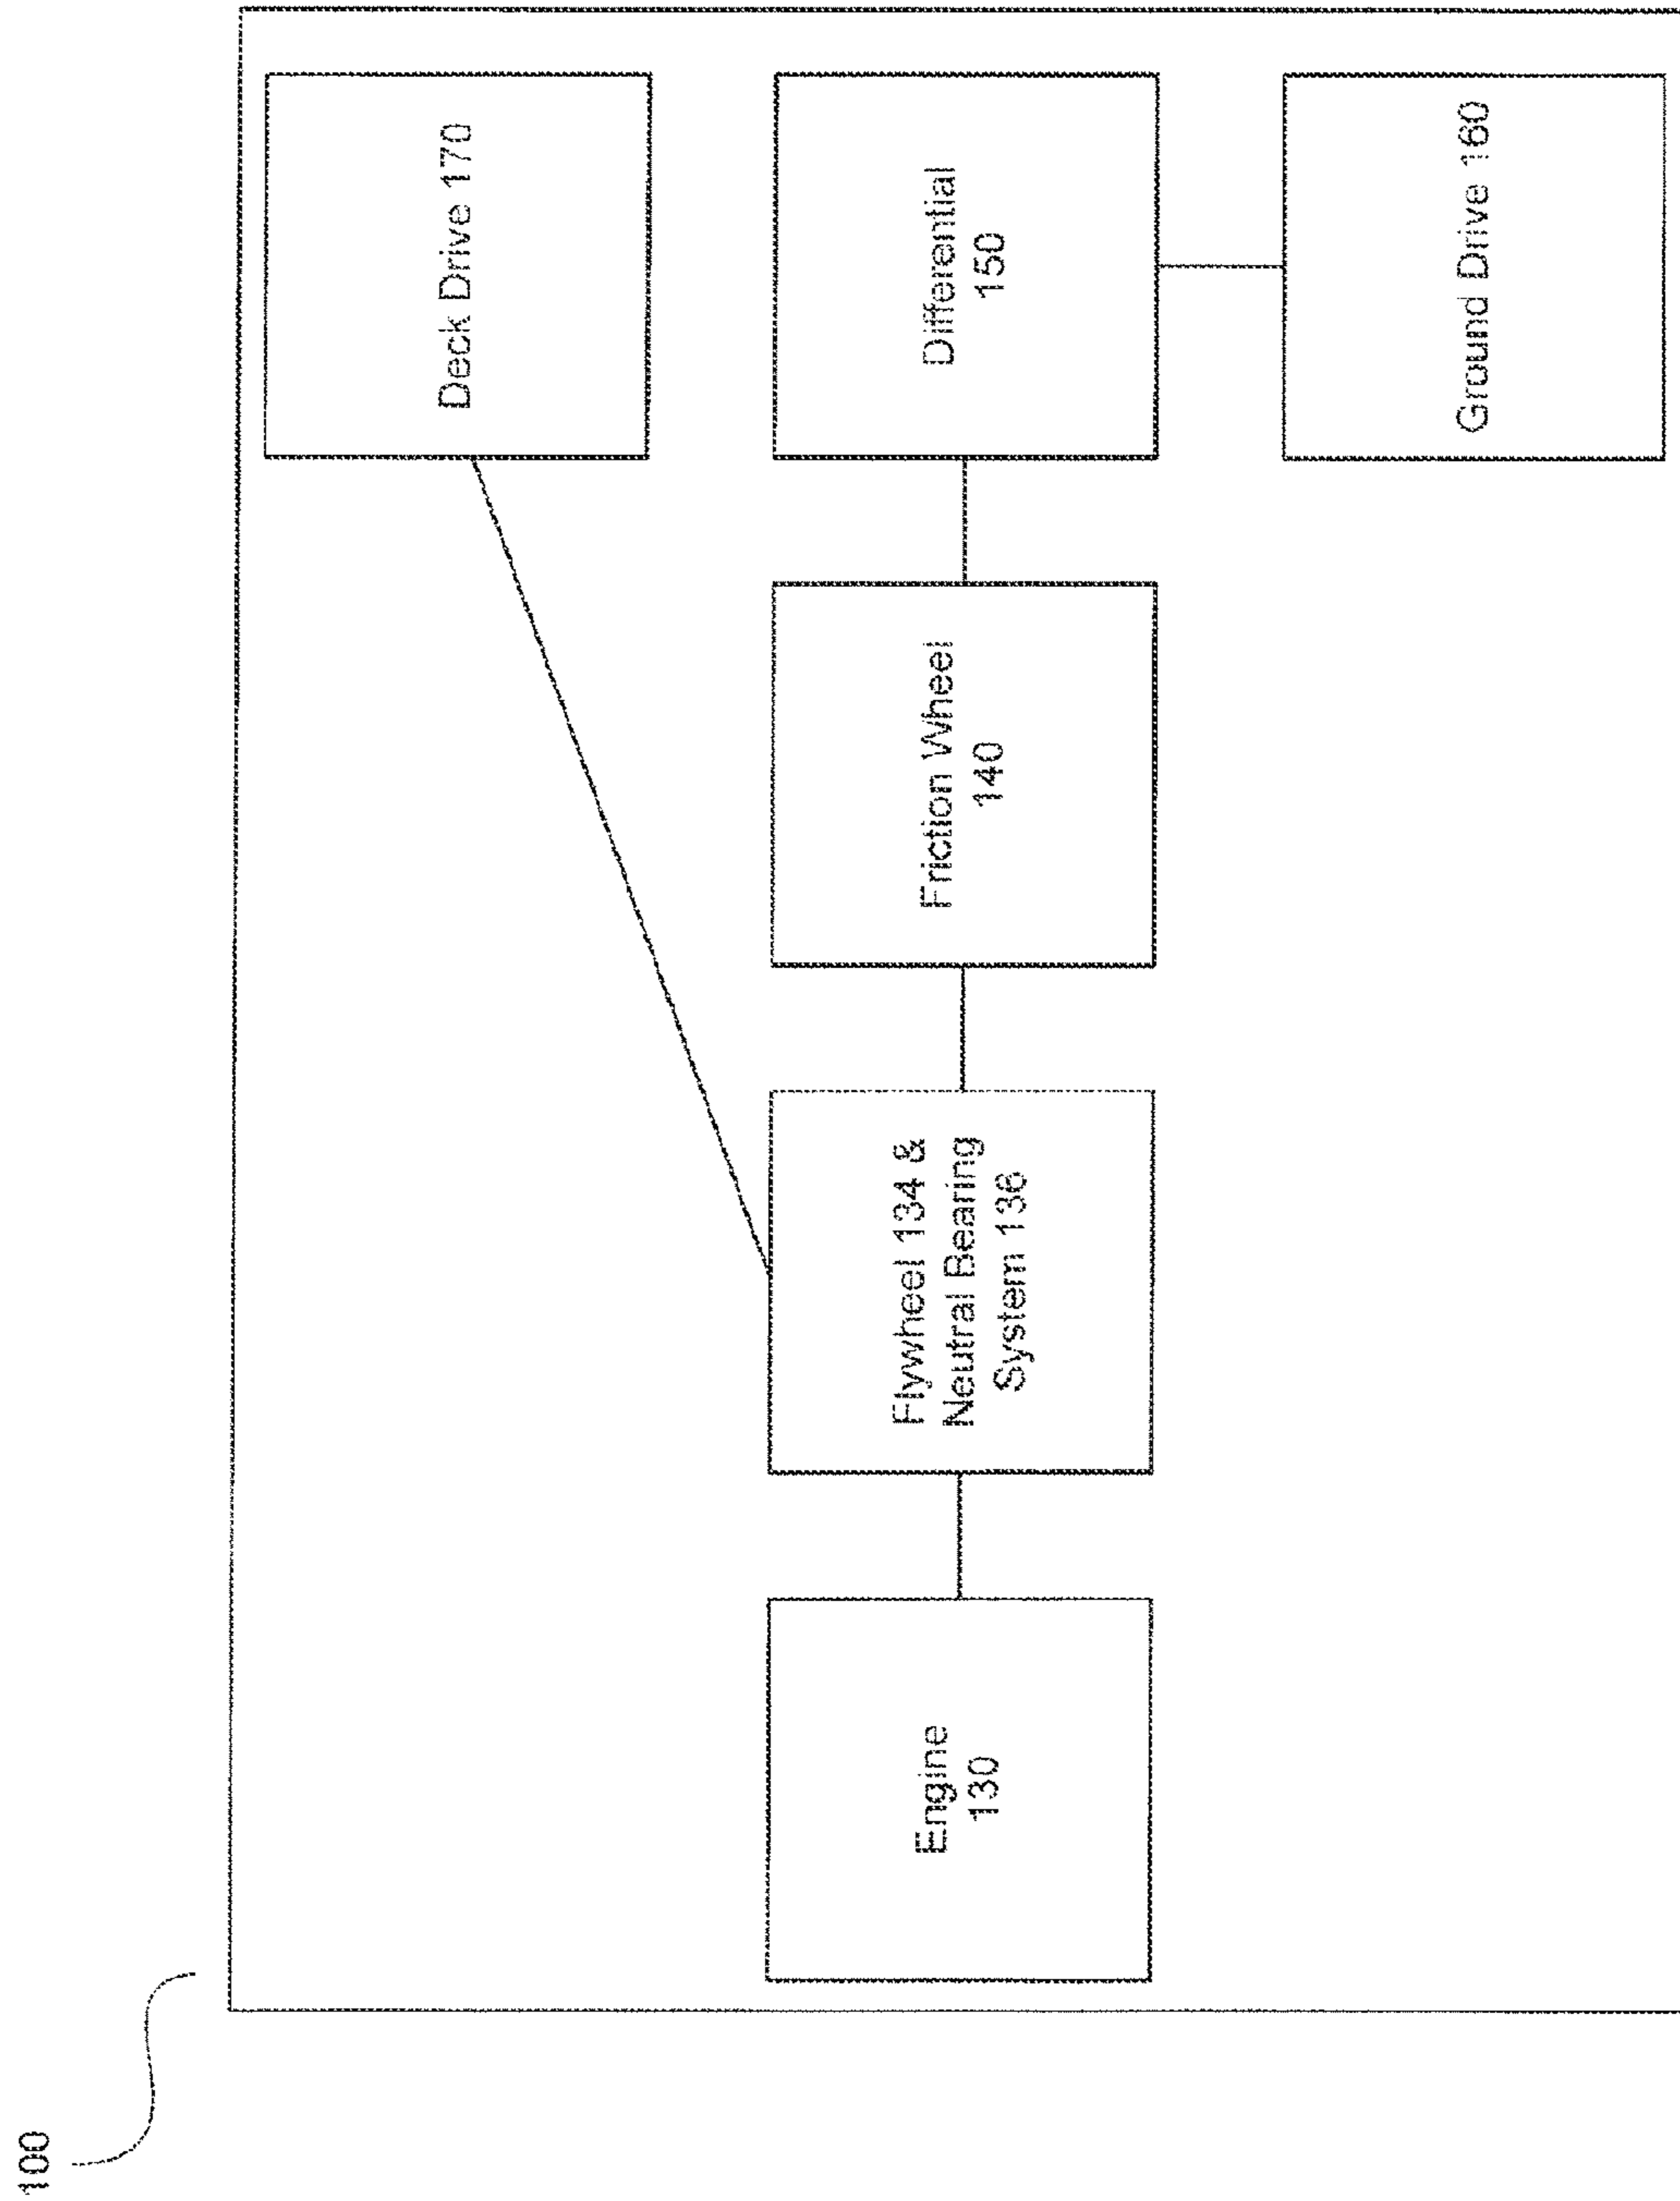 100
Deck Drive 170
Engine
130
Flywheel 134 &
Neutral Bearing
System 136
Friction Wheel
140
Differential
150
Ground Drive 160